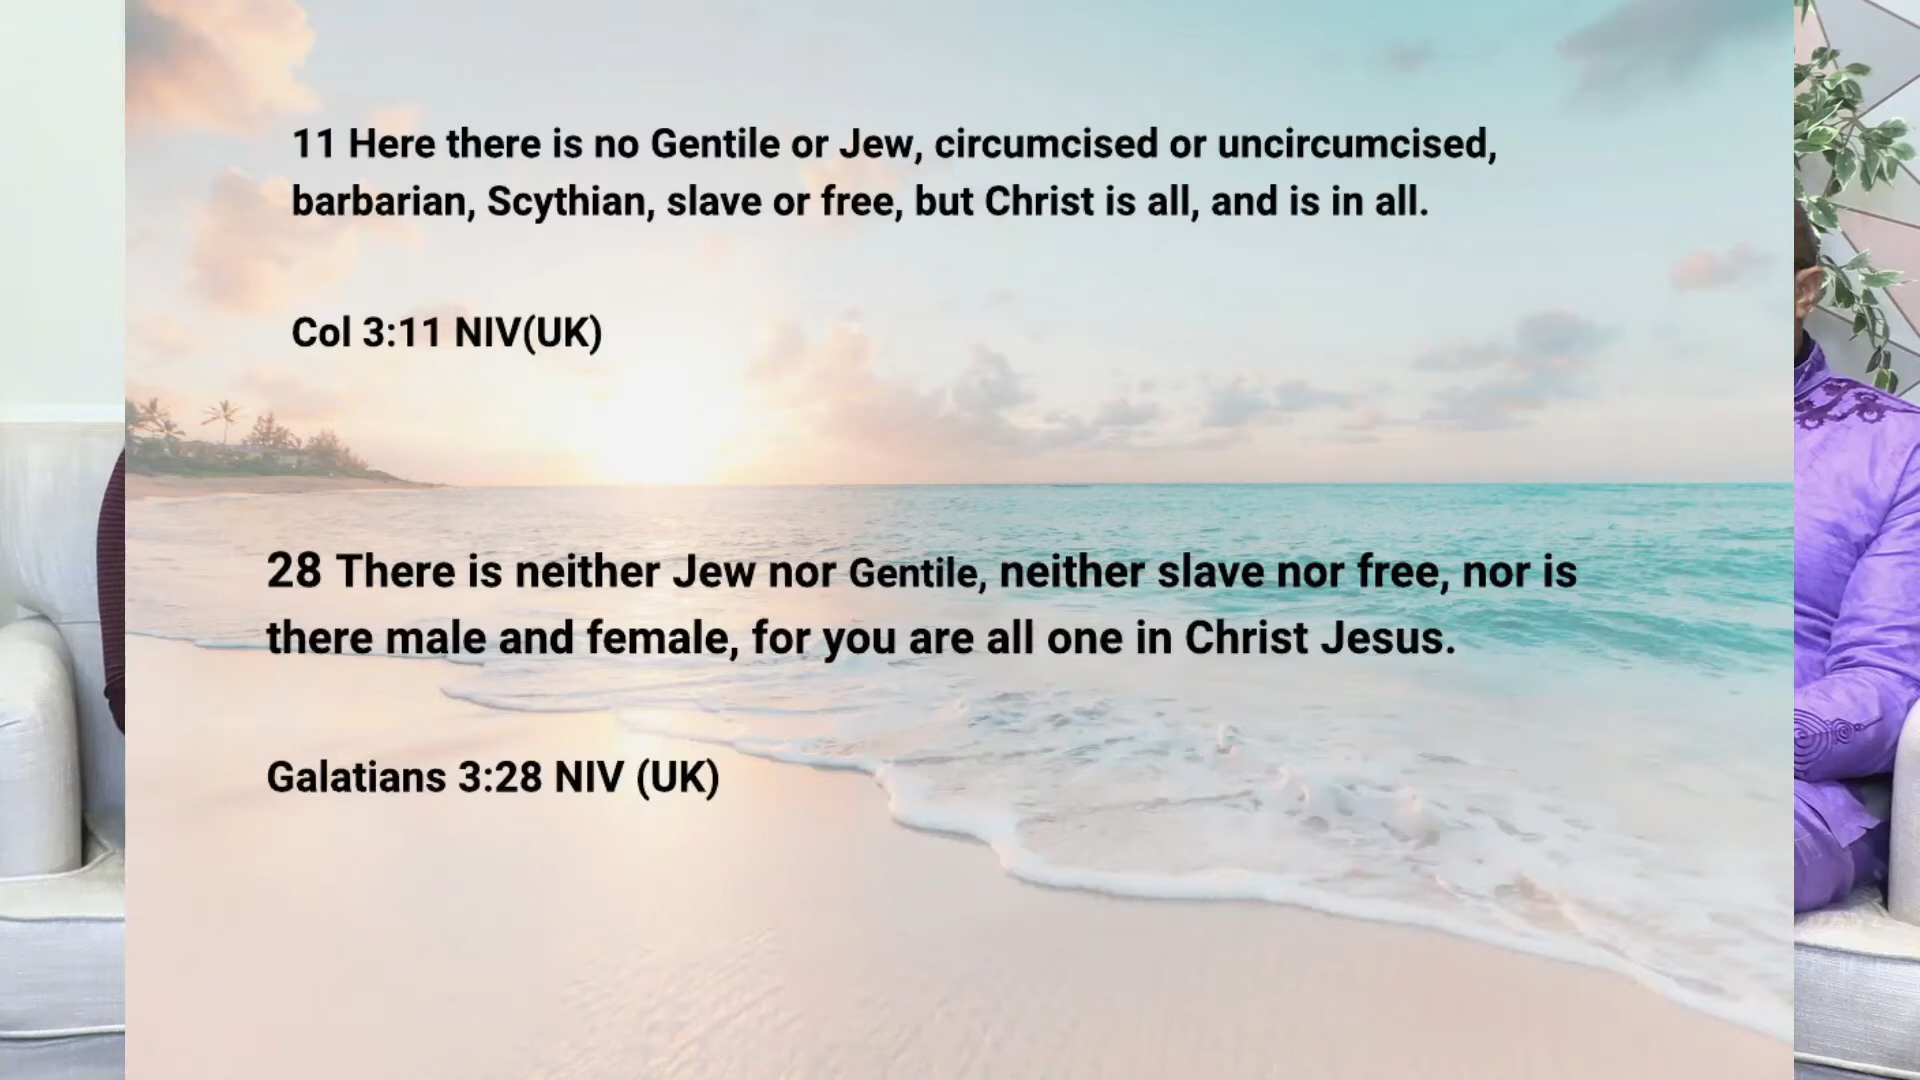 11 Here there is no Gentile or Jew, circumcised or uncircumcised,
barbarian, Scythian, slave or free, but Christ is all, and is in all.
Col 3:11 NIV(UK)
28 There is neither Jew nor Gentile, neither slave nor free, nor is
there male and female, for you are all one in Christ Jesus.
Galatians 3:28 NIV (UK)